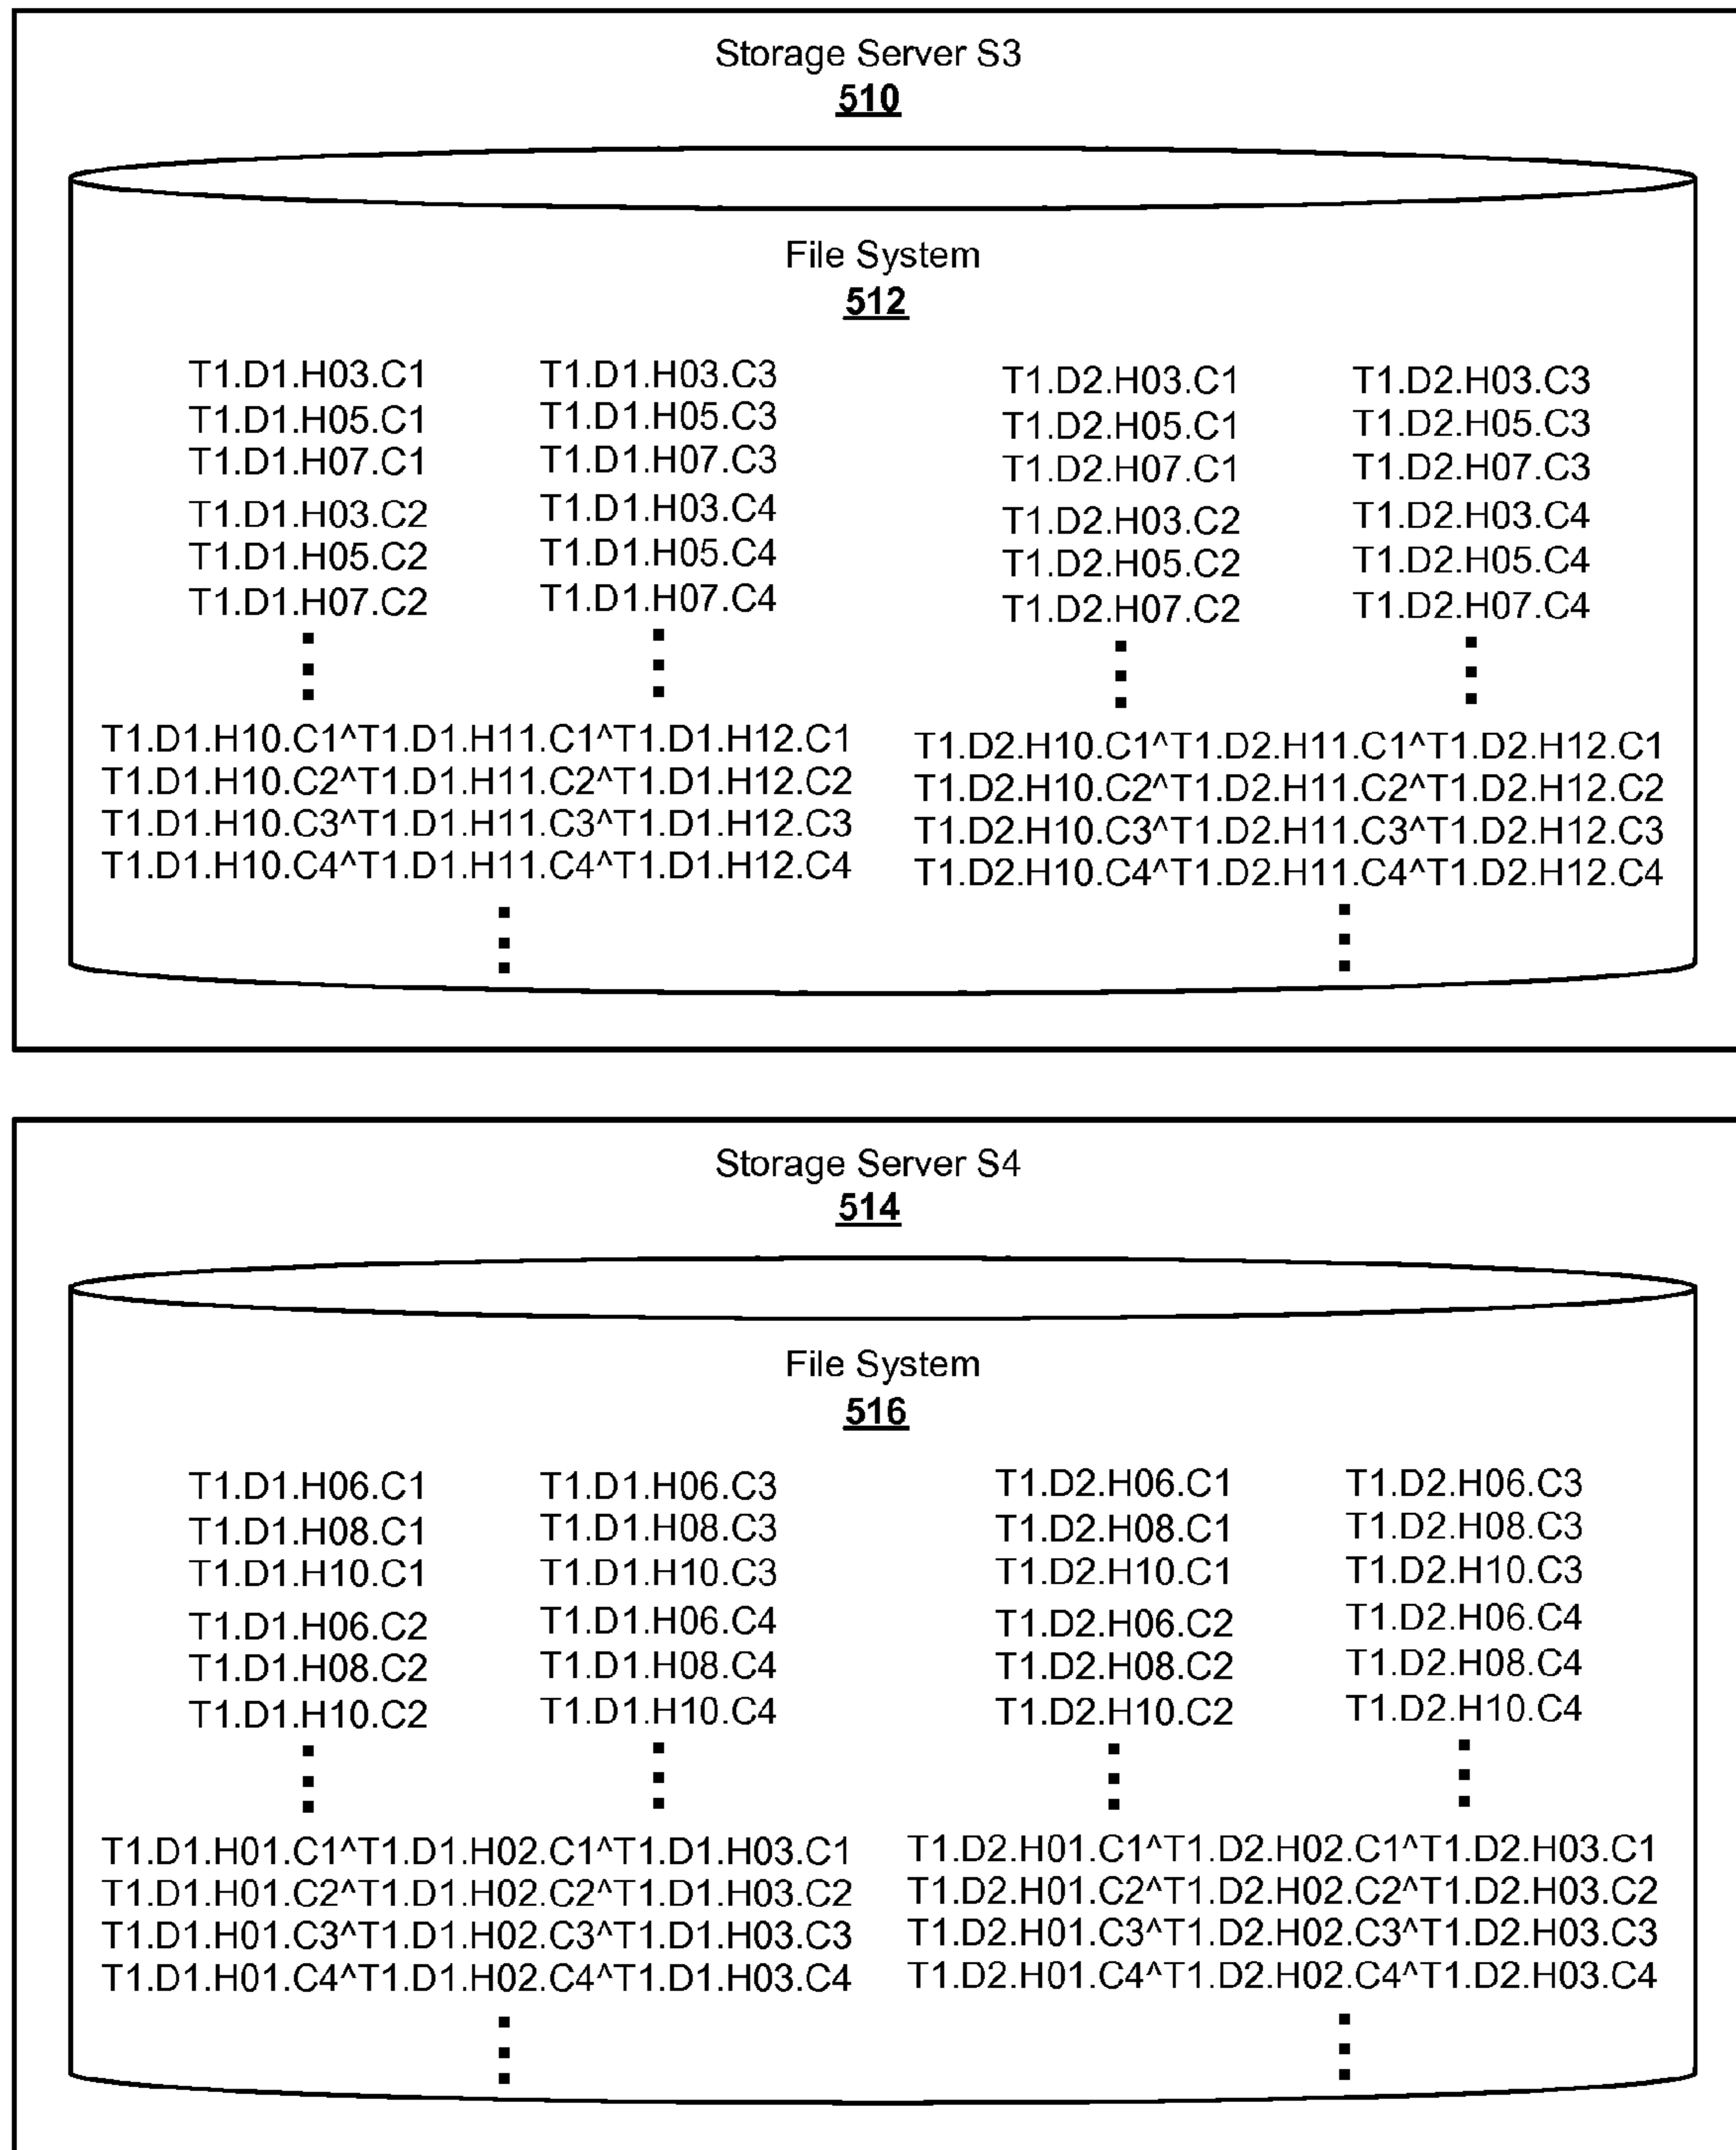 Storage Server S3
510
File System
512
T1.D1.H03.C1 T1.D1.H03.C3 T1.D2.H03.C1 T1.D2.H03.C3
T1.D1.H05.C1 T1.D1.H05.C3 T1.D2.H05.C1 T1.D2.H05.C3
T1.D1.H07.C1 T1.D1.H07.C3 T1.D2.H07.C1 T1.D2.H07.C3
T1.D1.H03.C2 T1.D1.H03.C4 T1.D2.H03.C2 T1.D2.H03.C4
T1.D1.H05.C2 T1.D1.H05.C4 T1.D2.H05.C2 T1.D2.H05.C4
T1.D1.H07.C2 T1.D1.H07.C4 T1.D2.H07.C2 T1.D2.H07.C4
T1.D1.H10.C1^T1.D1.H11.C1^T1.D1.H12.C1 T1.D2.H10.C1^T1.D2.H11.C1^T1.D2.H12.C1
T1.D1.H10.C2^T1.D1.H11.C2^T1.D1.H12.C2 T1.D2.H10.C2^T1.D2.H11.C2^T1.D2.H12.C2
T1.D1.H10.C3^T1.D1.H11.C3^T1.D1.H12.C3 T1.D2.H10.C3^T1.D2.H11.C3^T1.D2.H12.C3
T1.D1.H10.C4^T1.D1.H11.C4^T1.D1.H12.C4 T1.D2.H10.C4^T1.D2.H11.C4^T1.D2.H12.C4
Storage Server S4
514
File System
516
T1.D1.H06.C1 T1.D1.H06.C3 T1.D2.H06.C1 T1.D2.H06.C3
T1.D1.H08.C1 T1.D1.H08.C3 T1.D2.H08.C1 T1.D2.H08.C3
T1.D1.H10.C1 T1.D1.H10.C3 T1.D2.H10.C1 T1.D2.H10.C3
T1.D1.H06.C2 T1.D1.H06.C4 T1.D2.H06.C2 T1.D2.H06.C4
T1.D1.H08.C2 T1.D1.H08.C4 T1.D2.H08.C2 T1.D2.H08.C4
T1.D1.H10.C2 T1.D1.H10.C4 T1.D2.H10.C2 T1.D2.H10.C4
T1.D1.H01.C1^T1.D1.H02.C1^T1.D1.H03.C1 T1.D2.H01.C1^T1.D2.H02.C1^T1.D2.H03.C1
T1.D1.H01.C2^T1.D1.H02.C2^T1.D1.H03.C2 T1.D2.H01.C2^T1.D2.H02.C2^T1.D2.H03.C2
T1.D1.H01.C3^T1.D1.H02.C3^T1.D1.H03.C3 T1.D2.H01.C3^T1.D2.H02.C3^T1.D2.H03.C3
T1.D1.H01.C4^T1.D1.H02.C4^T1.D1.H03.C4 T1.D2.H01.C4^T1.D2.H02.C4^T1.D2.H03.C4